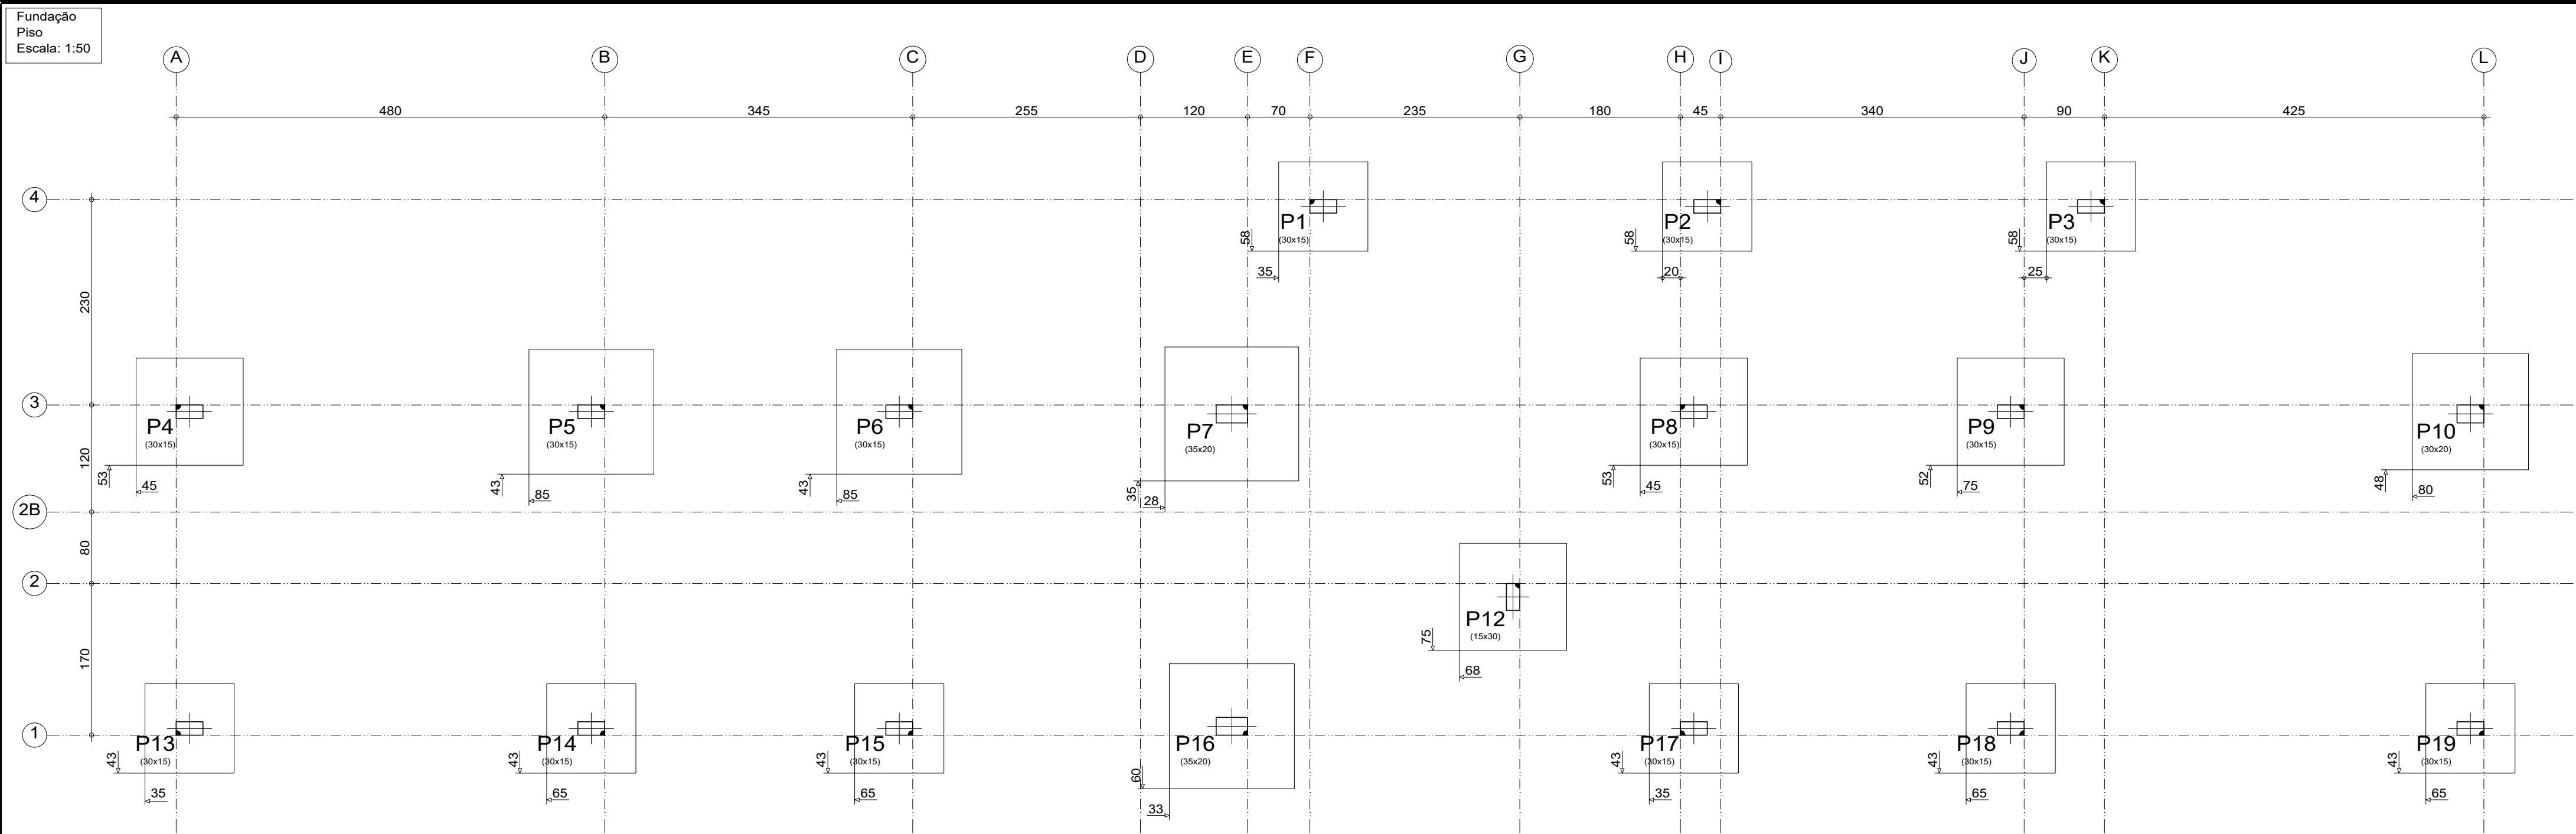 Fundação
Piso
Escala: 1:50
A B C D E F G H I J K L
480 345 255 120 70 235 180 45 340 90 425
4
P1 P2 P3
(30x15) (30x15) (30x15)
58 58 58
35 20 25
230
3
P4 P5 P6 P7 P8 P9 P10
(30x15) (30x15) (30x15) (35x20) (30x15) (30x15) (30x20)
120
53 43 43 35 53 52 48
45 85 85 28 45 75 80
2B
80
2
P12
(15x30)
75
68
170
1
P13 P14 P15 P16 P17 P18 P19
(30x15) (30x15) (30x15) (35x20) (30x15) (30x15) (30x15)
43 43 43 60 43 43 43
35 65 65 33 35 65 65